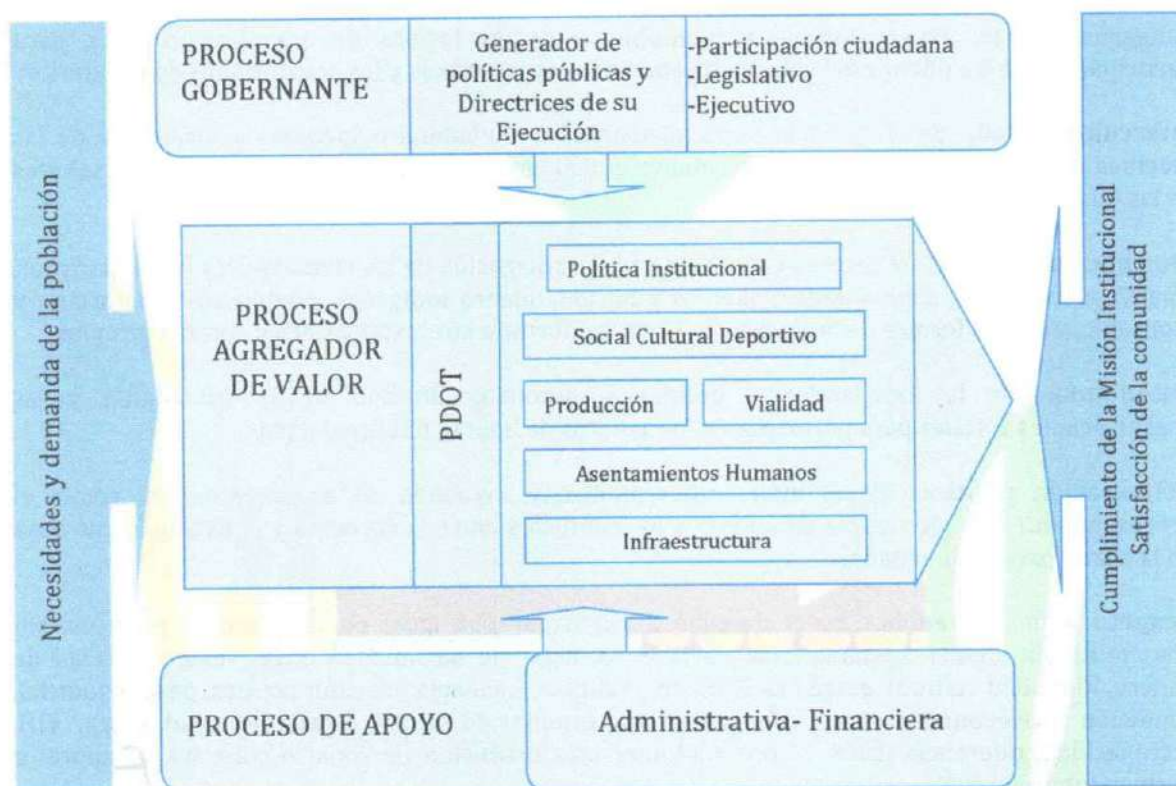 PROCESO
GOBERNANTE
Generador de
políticas públicas y
Directrices de su
Ejecución
-Participación ciudadana
-Legislativo
-Ejecutivo
Necesidades y demanda de la población
PROCESO
AGREGADOR
DE VALOR
PDOT
Política Institucional
Social Cultural Deportivo
Producción
Vialidad
Asentamientos Humanos
Infraestructura
Cumplimiento de la Misión Institucional
Satisfacción de la comunidad
PROCESO DE APOYO
Administrativa- Financiera